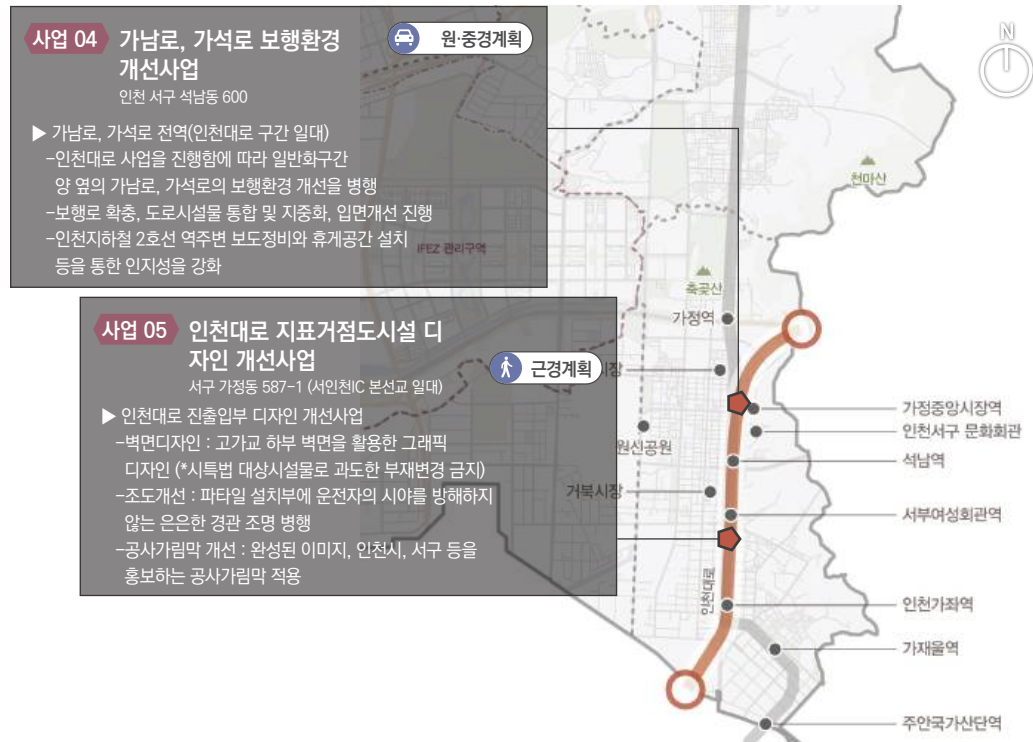 사업 04 가남로, 가석로 보행환경
개선사업
인천 서구 석남동 600
원·중경계획
▶ 가남로, 가석로 전역(인천대로 구간 일대)
-인천대로 사업을 진행함에 따라 일반화구간
양 옆의 가남로, 가석로의 보행환경 개선을 병행
-보행로 확충, 도로시설물 통합 및 지중화, 입면개선 진행
-인천지하철 2호선 역주변 보도정비와 휴게공간 설치
등을 통한 인지성을 강화
IFEZ 관리구역
사업 05 인천대로 지표거점도시설 디
자인 개선사업
서구 가정동 587-1 (서인천IC 본선교 일대)
근경계획
▶ 인천대로 진출입부 디자인 개선사업
-벽면디자인 : 고가교 하부 벽면을 활용한 그래픽
디자인 (*시특법 대상시설물로 과도한 부재변경 금지)
-조도개선 : 파타일 설치부에 운전자의 시야를 방해하지
않는 은은한 경관 조명 병행
-공사가림막 개선 : 완성된 이미지, 인천시, 서구 등을
홍보하는 공사가림막 적용
N
천마산
축곶산
가정역
시장
가정중앙시장역
인천서구 문화회관
원신공원
석남역
거북시장
서부여성회관역
인천대로
인천가좌역
가재울역
주안국가산단역